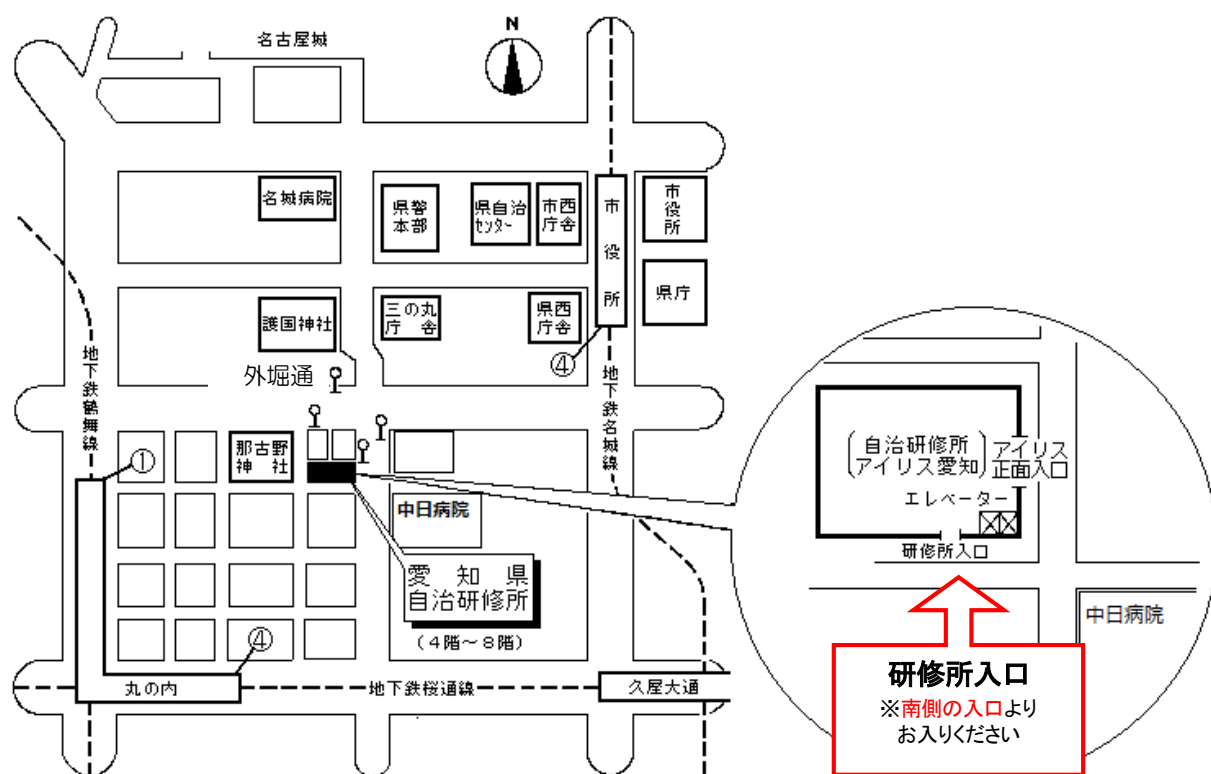 名古屋城
N
名城病院
県警
本部
県自治
センター
市西
庁舎
市役所
市役所
護国神社
三の丸
庁舎
県西
庁舎
県庁
④
外堀通
地下鉄鶴舞線
地下鉄名城線
那古野
神社
①
中日病院
愛知県
自治研修所
(4階~8階)
④
丸の内
地下鉄桜通線
久屋大通
自治研修所
アイリス愛知
アイリス
正面入口
エレベーター
研修所入口
中日病院
研修所入口
※南側の入口より
お入りください